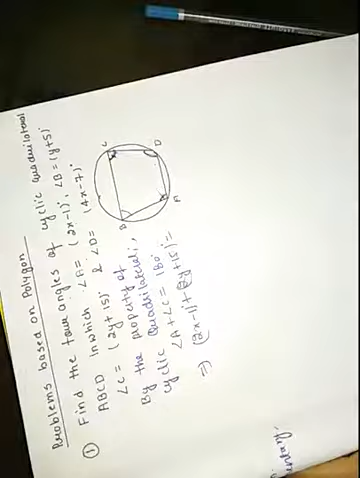 Problems based on Polygon
① Find the four angles of cyclic quadrilateral
ABCD in which ∠A = (2x-1)°, ∠B = (y+5)°
∠C = (2y+15)° & ∠D = (4x-7)°
By the property of
cyclic Quadrilateral,
∠A+∠C = 180°
⇒ (2x-1)+(2y+15)=
C
D
B
A